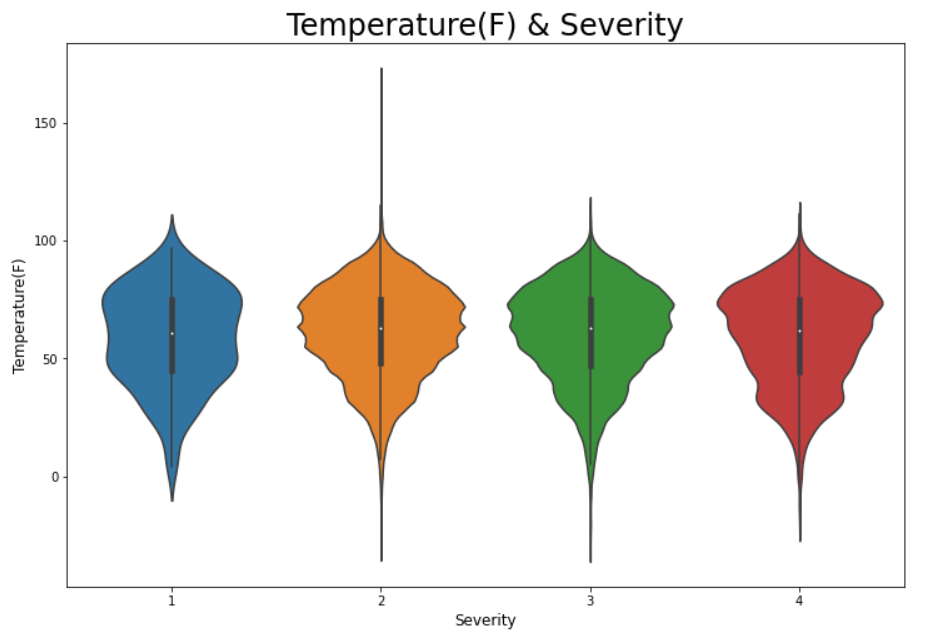 Temperature(F) & Severity
150
100
50
0
Temperature(F)
1 2 3 4
Severity